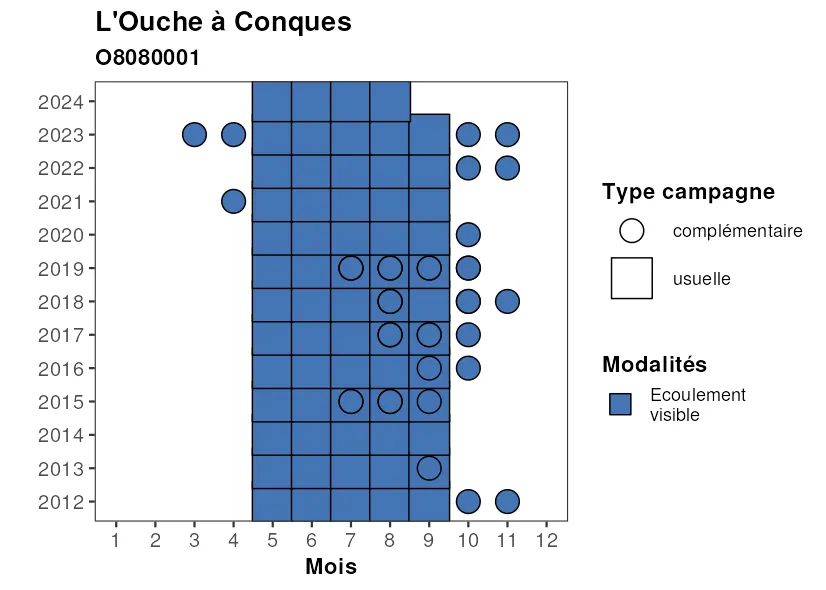 L'Ouche à Conques
O8080001
2024
2023
2022
2021
2020
2019
2018
2017
2016
2015
2014
2013
2012
1 2 3 4 5 6 7 8 9 10 11 12
Mois
Type campagne
complémentaire
usuelle
Modalités
Ecoulement
visible